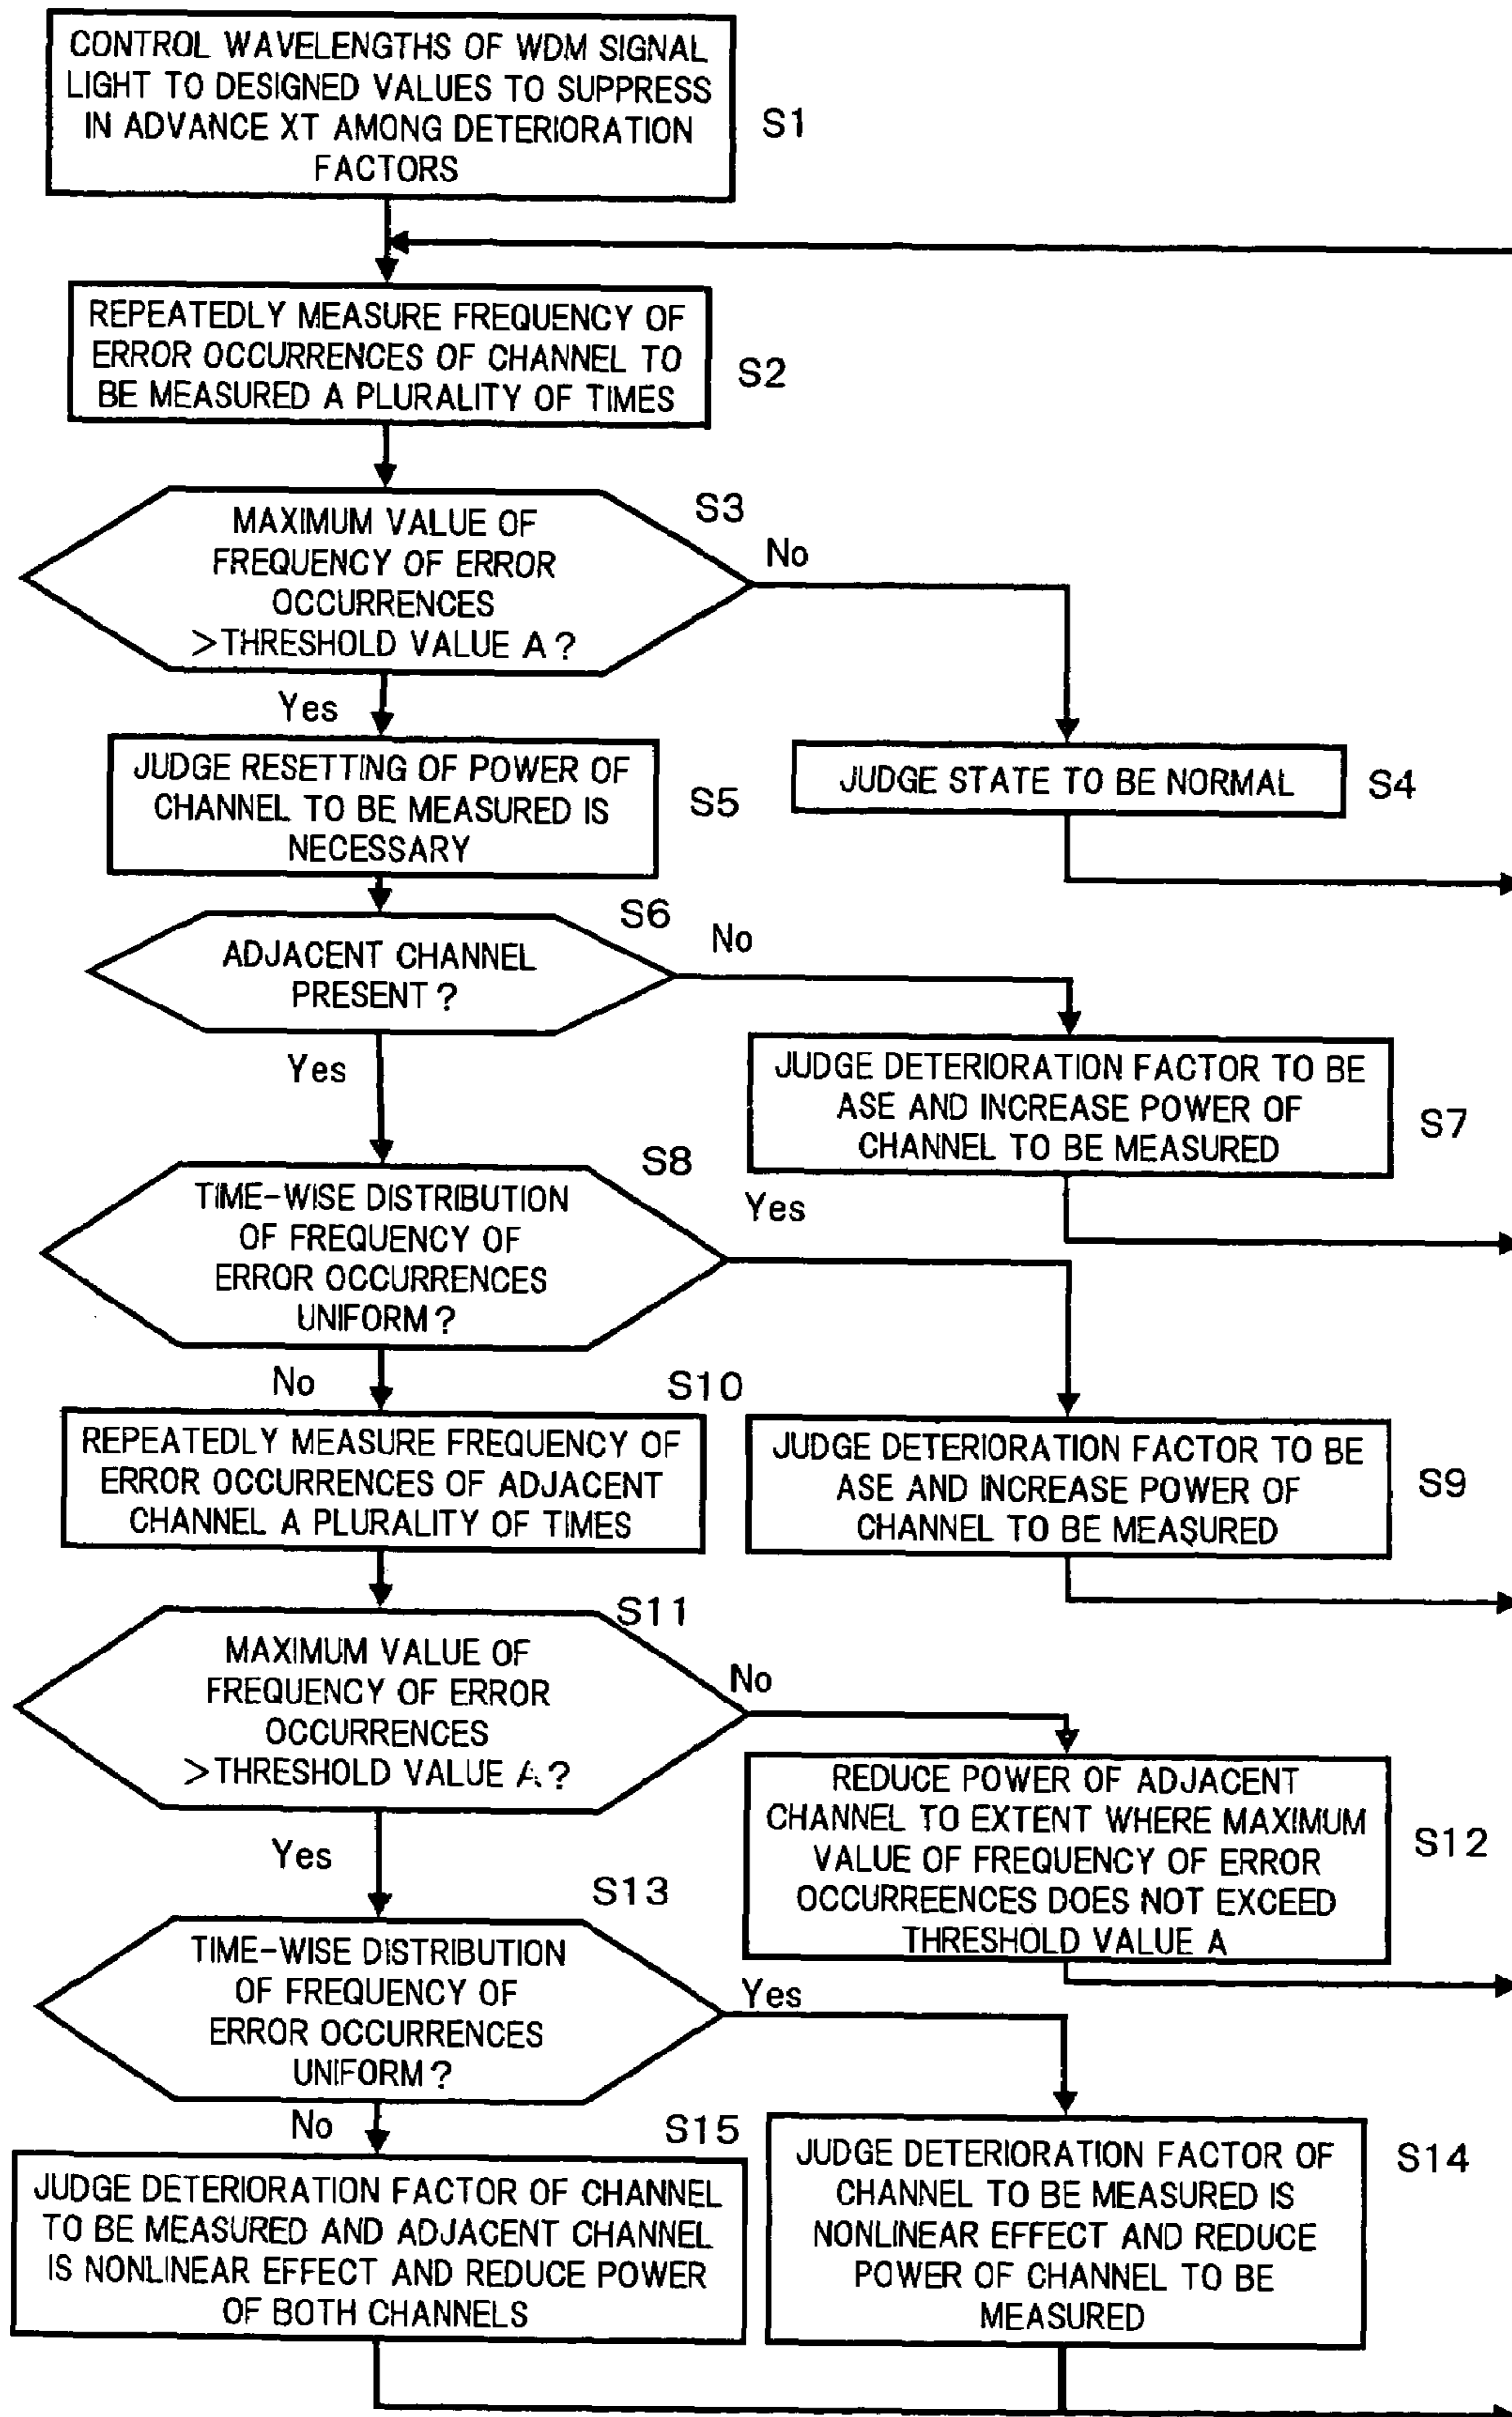 CONTROL WAVELENGTHS OF WDM SIGNAL
LIGHT TO DESIGNED VALUES TO SUPPRESS
IN ADVANCE XT AMONG DETERIORATION
FACTORS
S1
REPEATEDLY MEASURE FREQUENCY OF
ERROR OCCURRENCES OF CHANNEL TO
BE MEASURED A PLURALITY OF TIMES
S2
MAXIMUM VALUE OF
FREQUENCY OF ERROR
OCCURRENCES
>THRESHOLD VALUE A?
S3
No
Yes
JUDGE STATE TO BE NORMAL
S4
JUDGE RESETTING OF POWER OF
CHANNEL TO BE MEASURED IS
NECESSARY
S5
ADJACENT CHANNEL
PRESENT?
S6
No
Yes
JUDGE DETERIORATION FACTOR TO BE
ASE AND INCREASE POWER OF
CHANNEL TO BE MEASURED
S7
TIME-WISE DISTRIBUTION
OF FREQUENCY OF
ERROR OCCURRENCES
UNIFORM?
S8
Yes
No
JUDGE DETERIORATION FACTOR TO BE
ASE AND INCREASE POWER OF
CHANNEL TO BE MEASURED
S9
REPEATEDLY MEASURE FREQUENCY OF
ERROR OCCURRENCES OF ADJACENT
CHANNEL A PLURALITY OF TIMES
S10
MAXIMUM VALUE OF
FREQUENCY OF ERROR
OCCURRENCES
>THRESHOLD VALUE A?
S11
No
Yes
REDUCE POWER OF ADJACENT
CHANNEL TO EXTENT WHERE MAXIMUM
VALUE OF FREQUENCY OF ERROR
OCCURREENCES DOES NOT EXCEED
THRESHOLD VALUE A
S12
TIME-WISE DISTRIBUTION
OF FREQUENCY OF
ERROR OCCURRENCES
UNIFORM?
S13
Yes
No
JUDGE DETERIORATION FACTOR OF
CHANNEL TO BE MEASURED IS
NONLINEAR EFFECT AND REDUCE
POWER OF CHANNEL TO BE
MEASURED
S14
JUDGE DETERIORATION FACTOR OF CHANNEL
TO BE MEASURED AND ADJACENT CHANNEL
IS NONLINEAR EFFECT AND REDUCE POWER
OF BOTH CHANNELS
S15